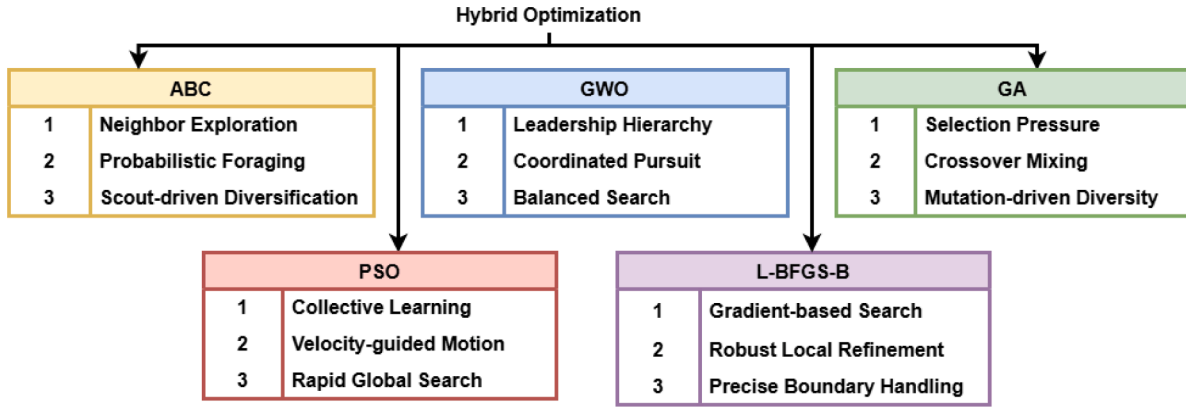 Hybrid Optimization
ABC
1 Neighbor Exploration
2 Probabilistic Foraging
3 Scout-driven Diversification
GWO
1 Leadership Hierarchy
2 Coordinated Pursuit
3 Balanced Search
GA
1 Selection Pressure
2 Crossover Mixing
3 Mutation-driven Diversity
PSO
1 Collective Learning
2 Velocity-guided Motion
3 Rapid Global Search
L-BFGS-B
1 Gradient-based Search
2 Robust Local Refinement
3 Precise Boundary Handling